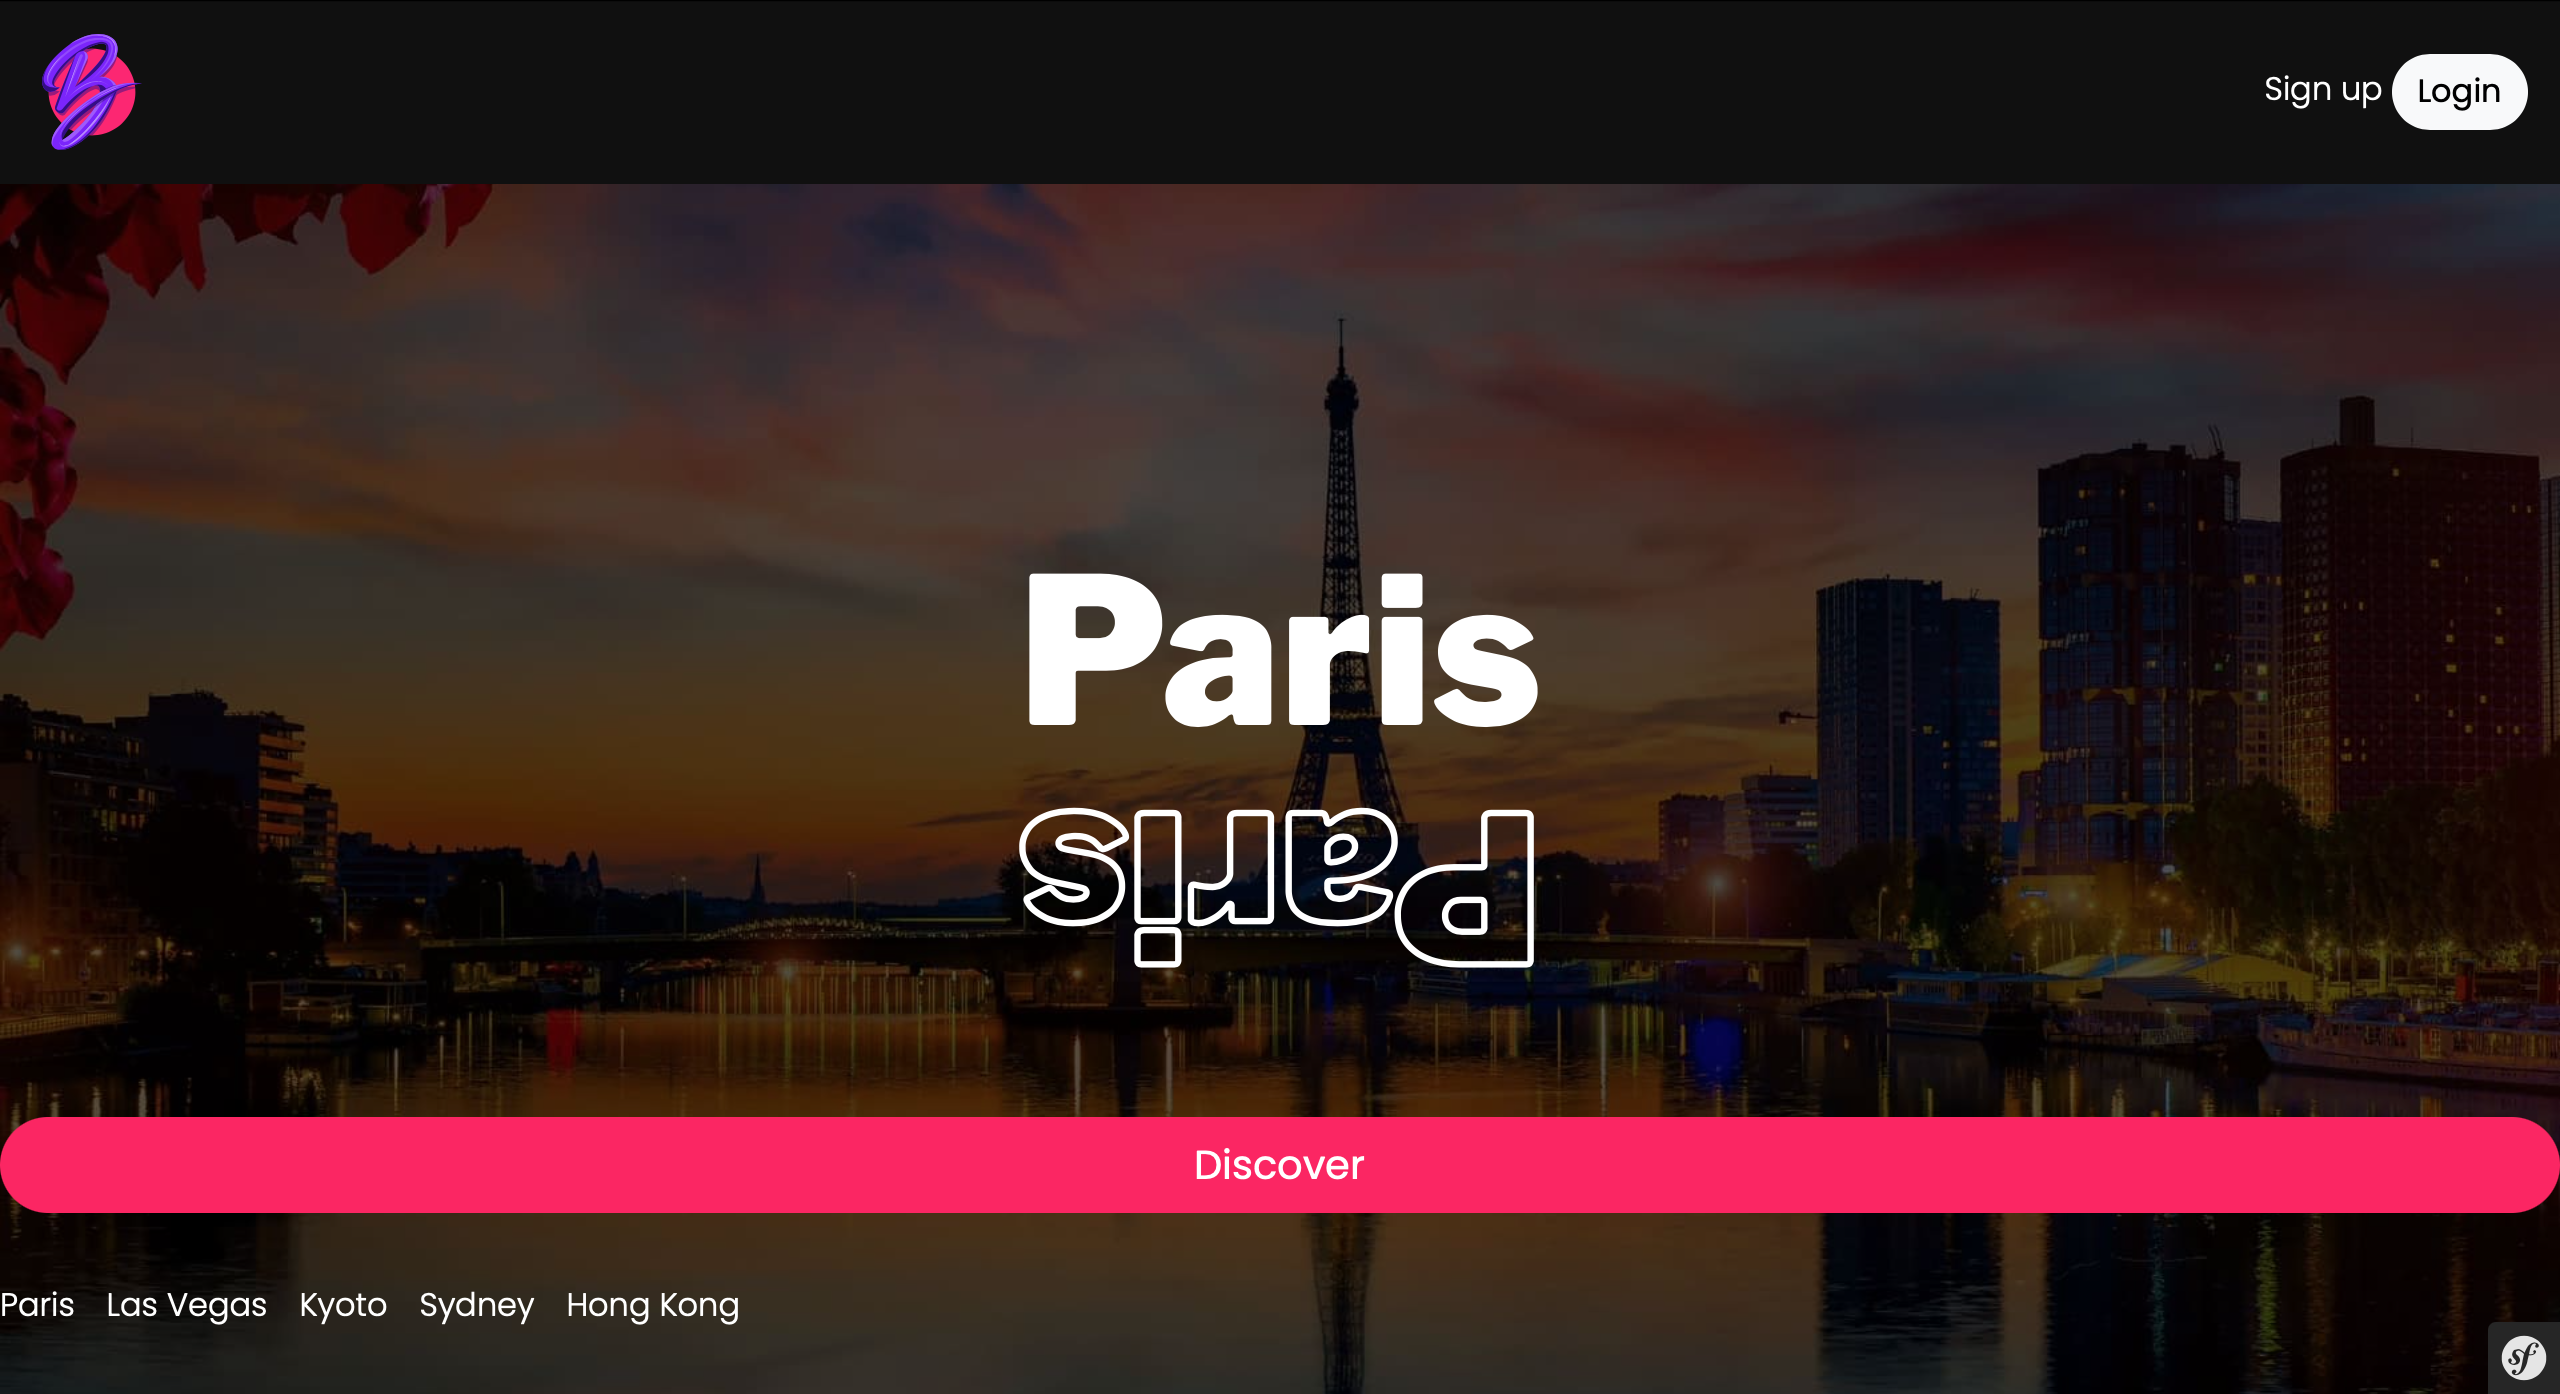 B
Sign up Login
Paris
Paris
Discover
Paris Las Vegas Kyoto Sydney Hong Kong
sf